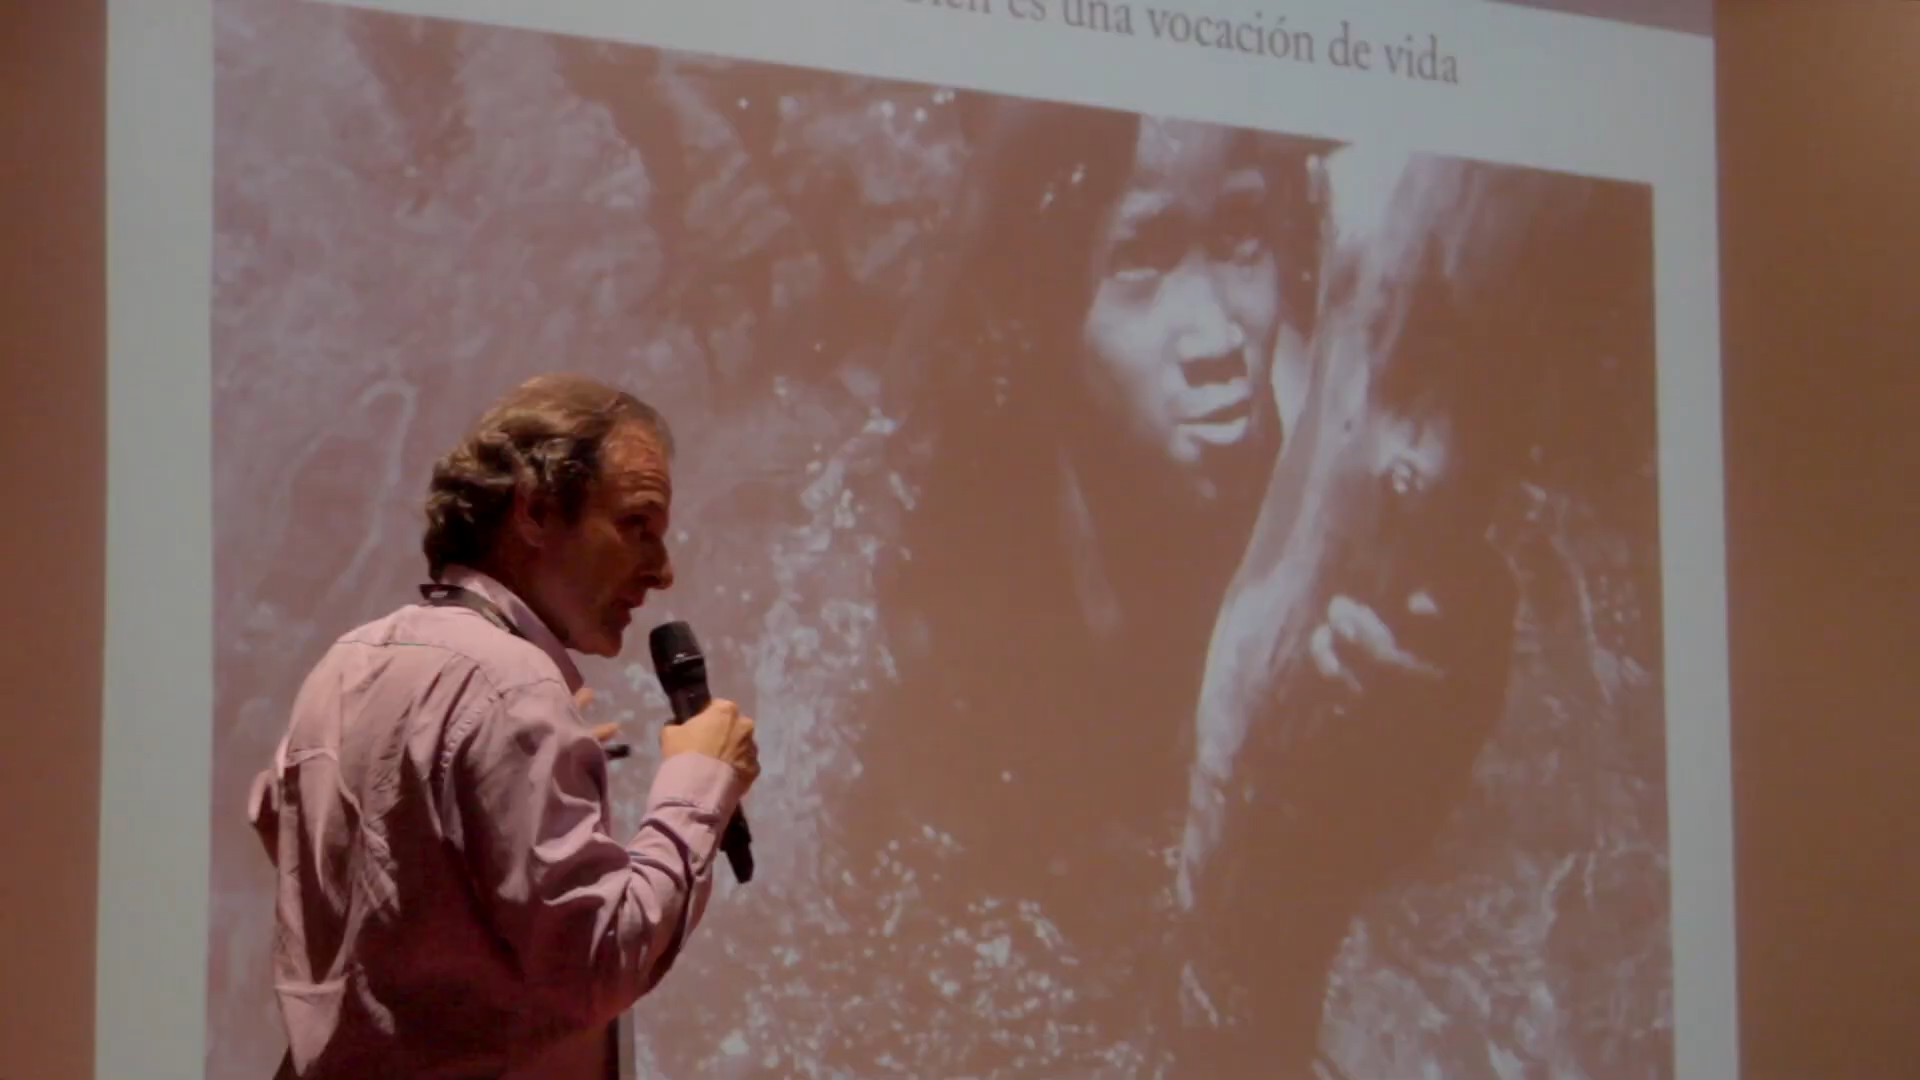 es una vocación de vida